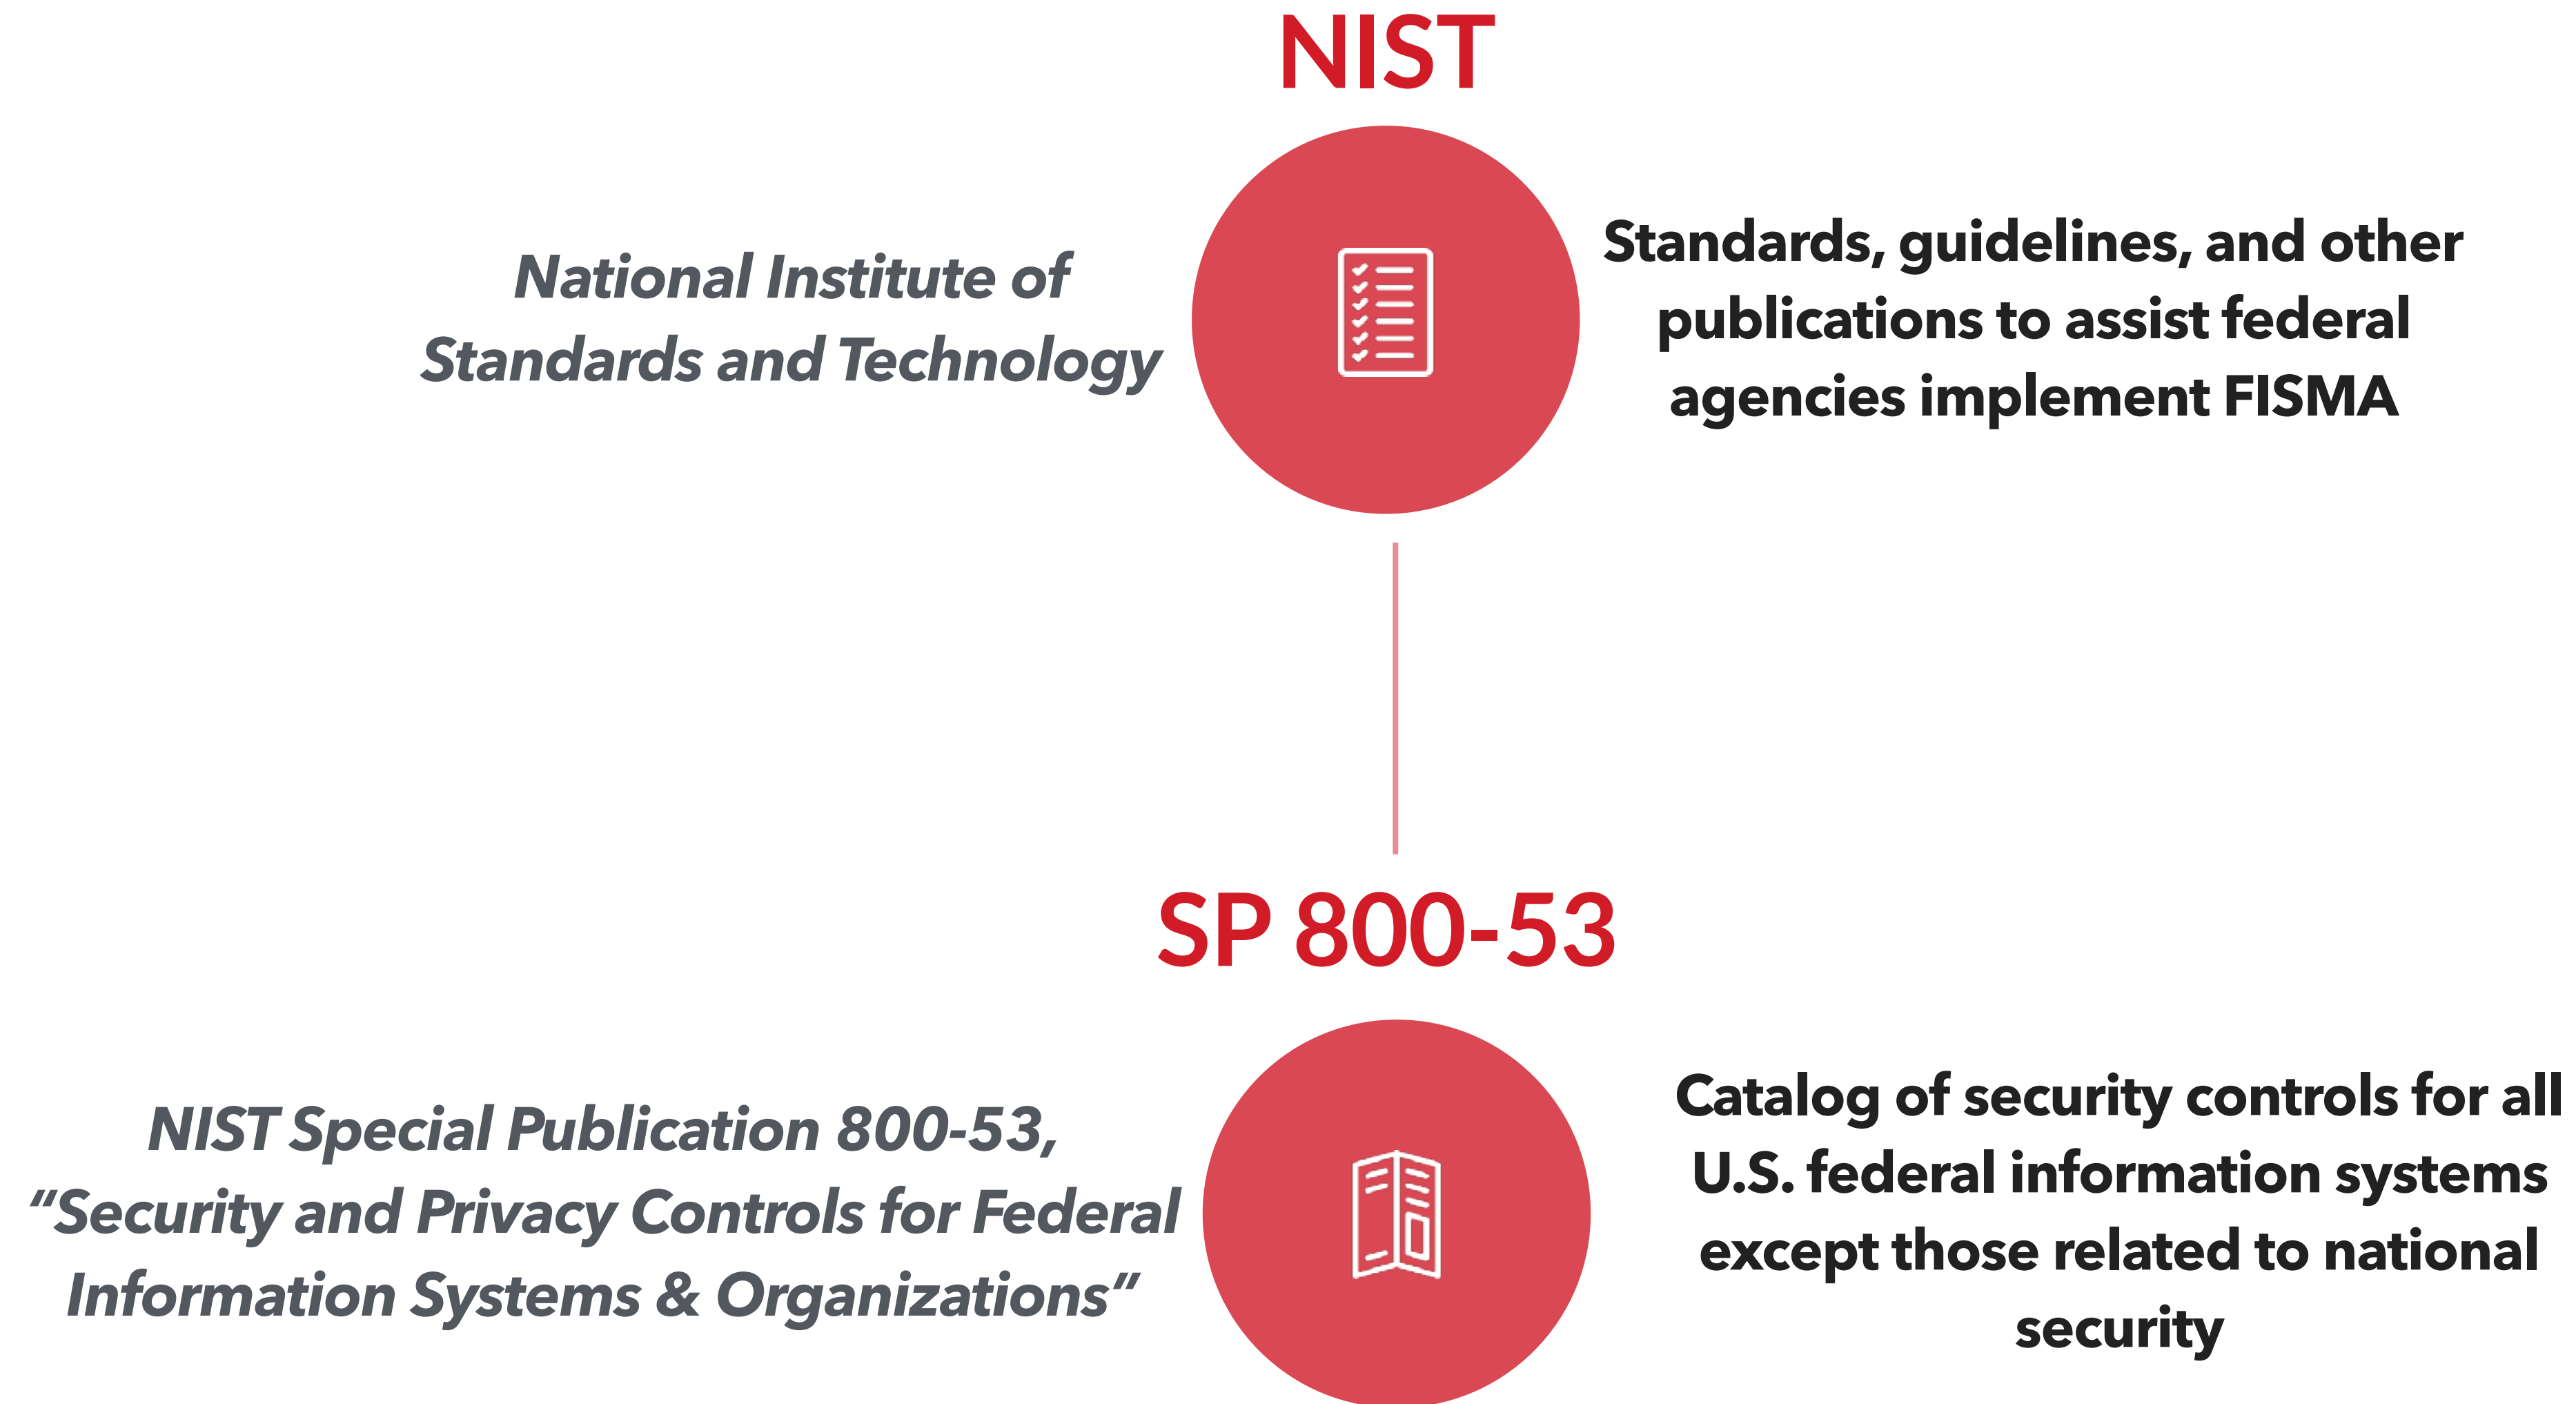 NIST
National Institute of
Standards and Technology
Standards, guidelines, and other
publications to assist federal
agencies implement FISMA
SP 800-53
NIST Special Publication 800-53,
“Security and Privacy Controls for Federal
Information Systems & Organizations”
Catalog of security controls for all
U.S. federal information systems
except those related to national
security